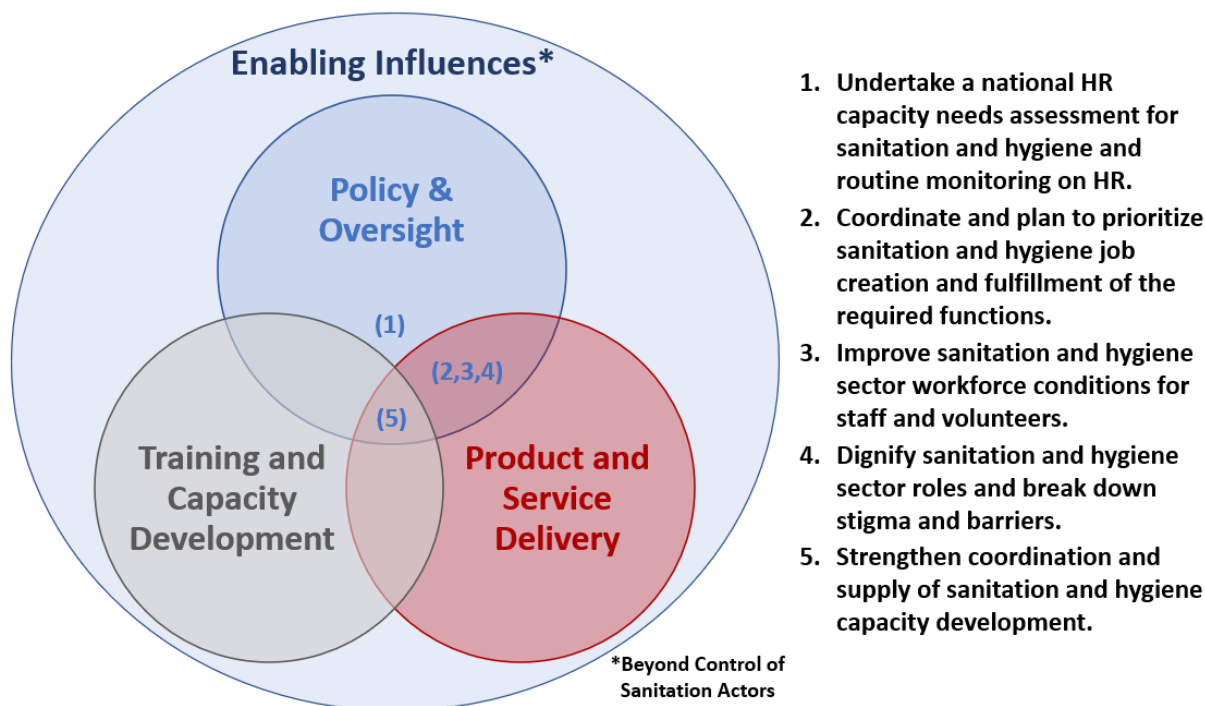 Enabling Influences*
Policy &
Oversight
(1)
(2,3,4)
(5)
Training and
Capacity
Development
Product and
Service
Delivery
*Beyond Control of
Sanitation Actors
1. Undertake a national HR
capacity needs assessment for
sanitation and hygiene and
routine monitoring on HR.
2. Coordinate and plan to prioritize
sanitation and hygiene job
creation and fulfillment of the
required functions.
3. Improve sanitation and hygiene
sector workforce conditions for
staff and volunteers.
4. Dignify sanitation and hygiene
sector roles and break down
stigma and barriers.
5. Strengthen coordination and
supply of sanitation and hygiene
capacity development.